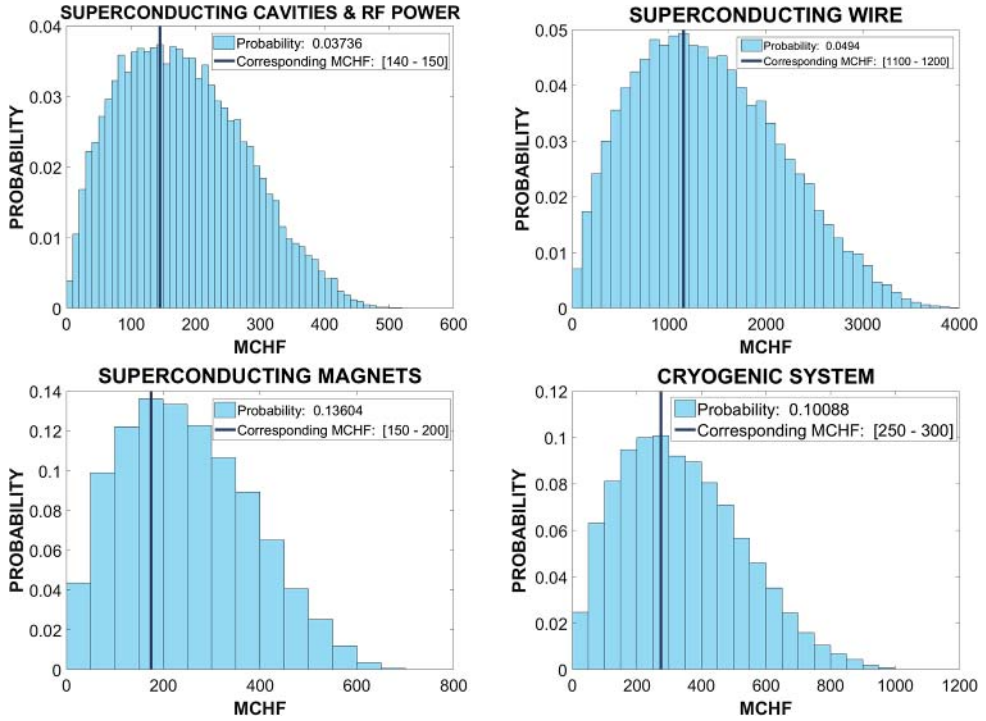 SUPERCONDUCTING CAVITIES & RF POWER
0.04
0.03
0.02
0.01
0
PROBABILITY
Probability: 0.03736
Corresponding MCHF: [140 - 150]
0 100 200 300 400 500 600
MCHF
SUPERCONDUCTING WIRE
0.05
0.04
0.03
0.02
0.01
0
PROBABILITY
Probability: 0.0494
Corresponding MCHF: [1100 - 1200]
0 1000 2000 3000 4000
MCHF
SUPERCONDUCTING MAGNETS
0.14
0.12
0.1
0.08
0.06
0.04
0.02
0
PROBABILITY
Probability: 0.13604
Corresponding MCHF: [150 - 200]
0 200 400 600 800
MCHF
CRYOGENIC SYSTEM
0.12
0.1
0.08
0.06
0.04
0.02
0
PROBABILITY
Probability: 0.10088
Corresponding MCHF: [250 - 300]
0 200 400 600 800 1000 1200
MCHF